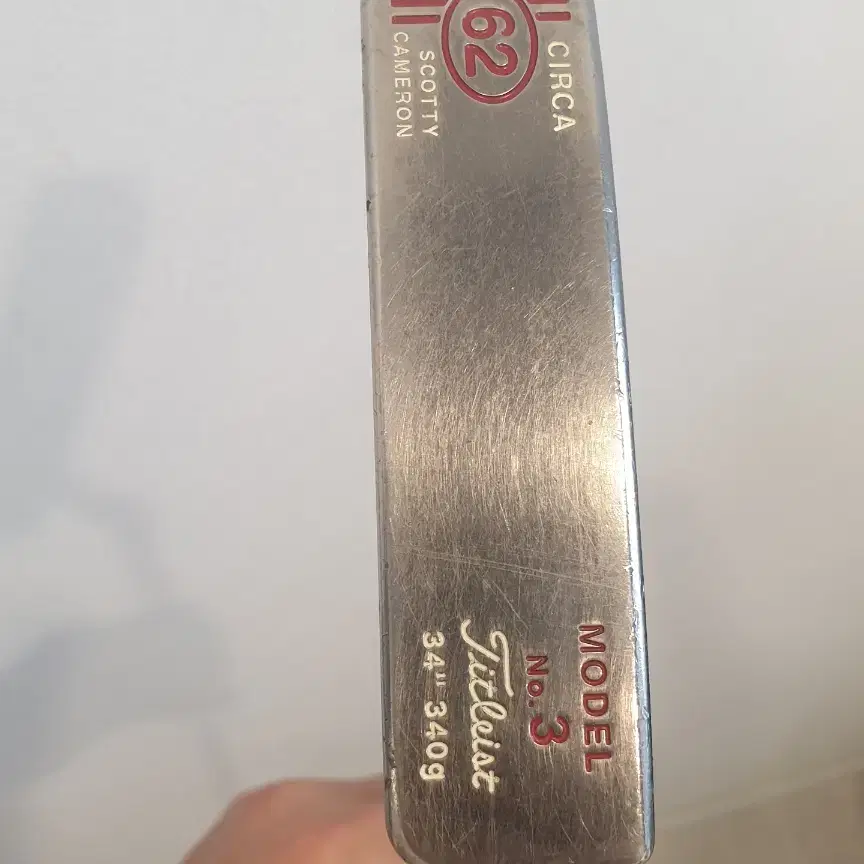 CIRCA
62
SCOTTY
CAMERON
MODEL
No. 3
Titleist
34" 340g